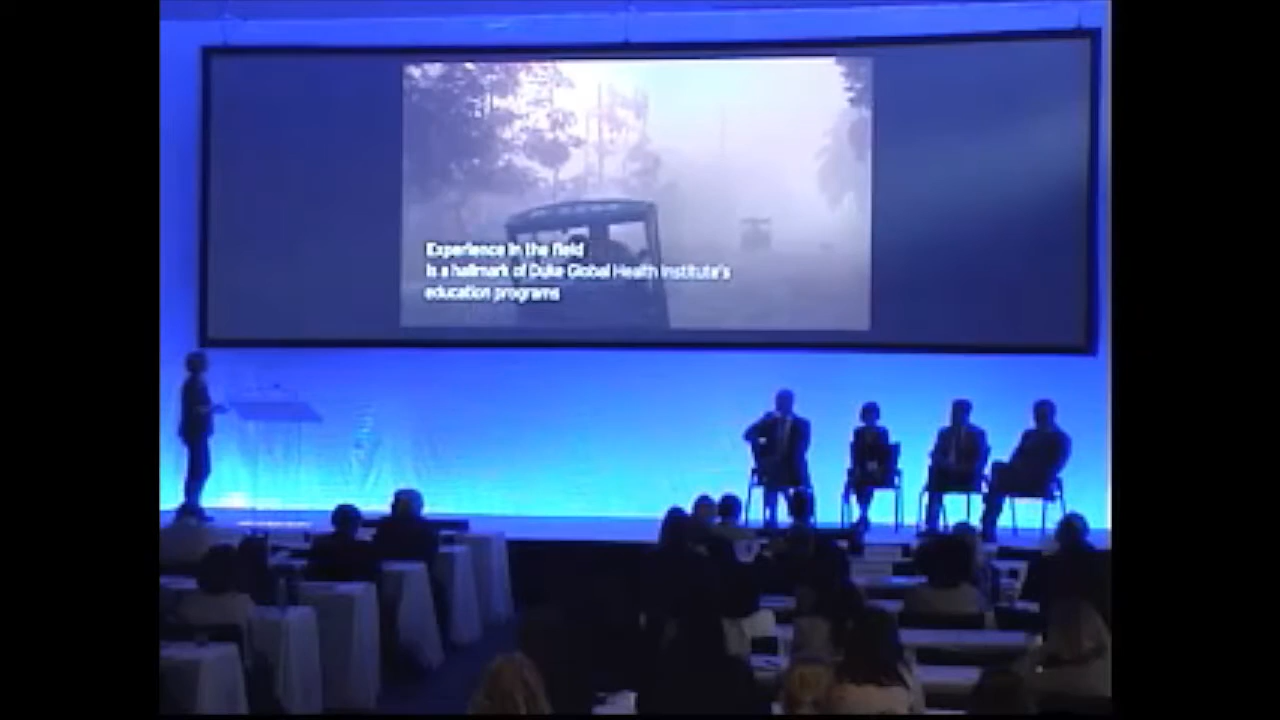 Experience in the field
is a hallmark of Duke Global Health Institute's
education programs